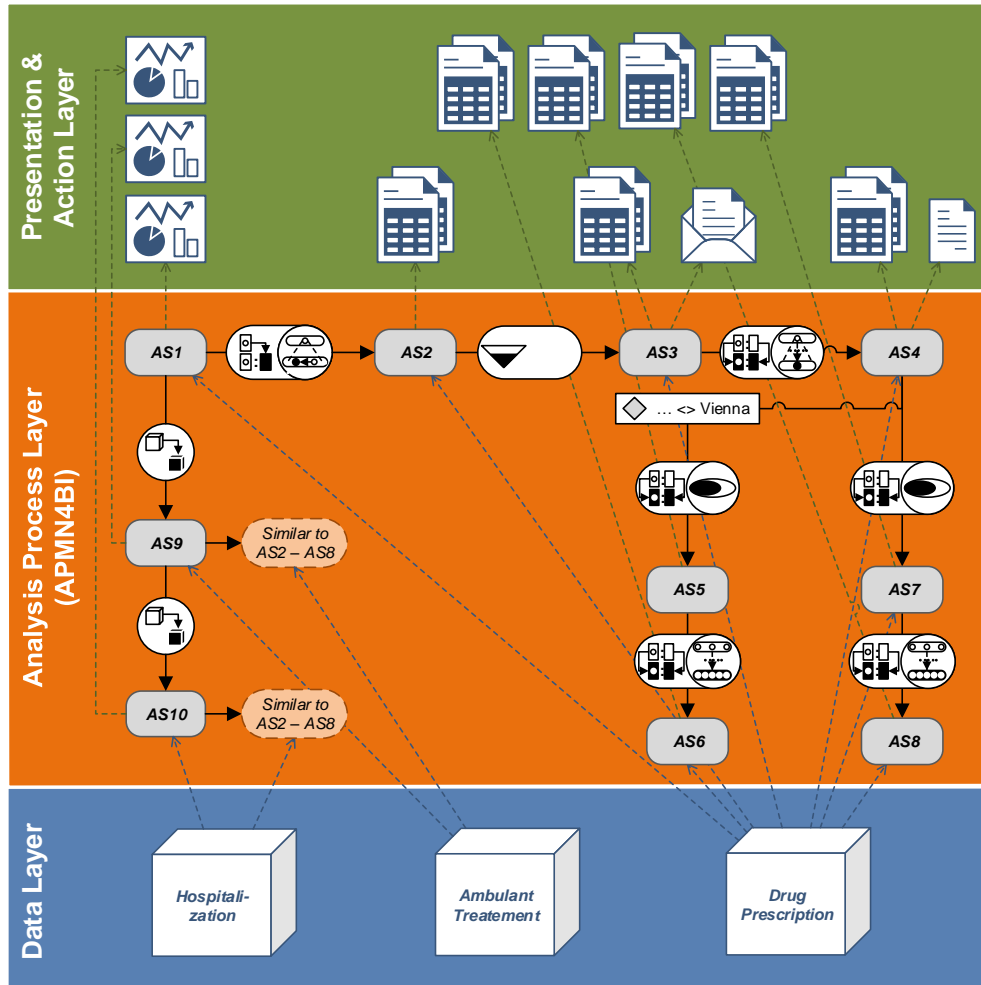 Presentation &
Action Layer
Analysis Process Layer
(APMN4BI)
AS1
AS2
AS3
AS4
... <> Vienna
AS9
Similar to
AS2 – AS8
AS5
AS7
AS10
Similar to
AS2 – AS8
AS6
AS8
Data Layer
Hospitali-
zation
Ambulant
Treatement
Drug
Prescription